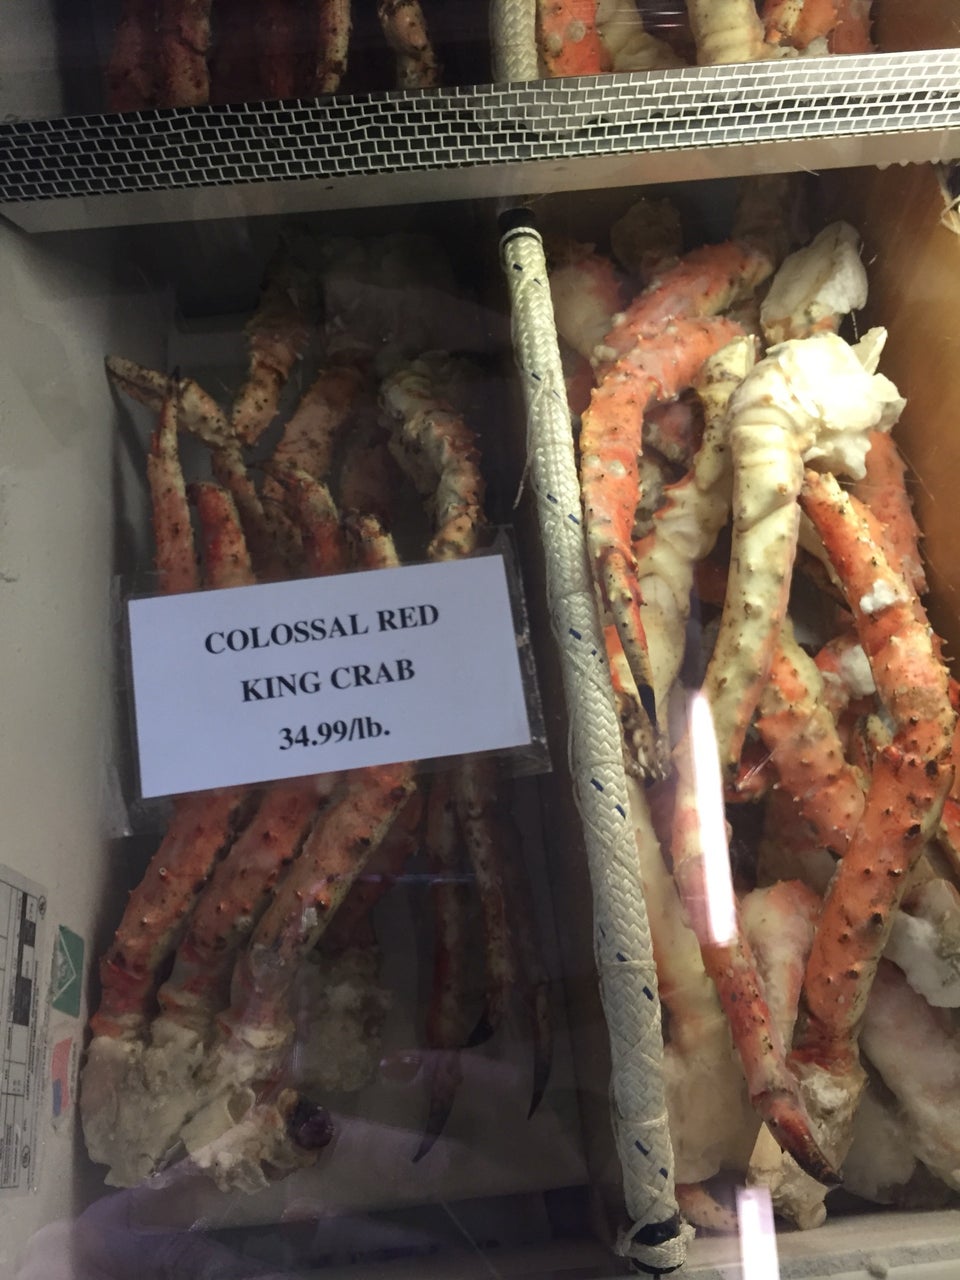 COLOSSAL RED
KING CRAB
34.99/lb.